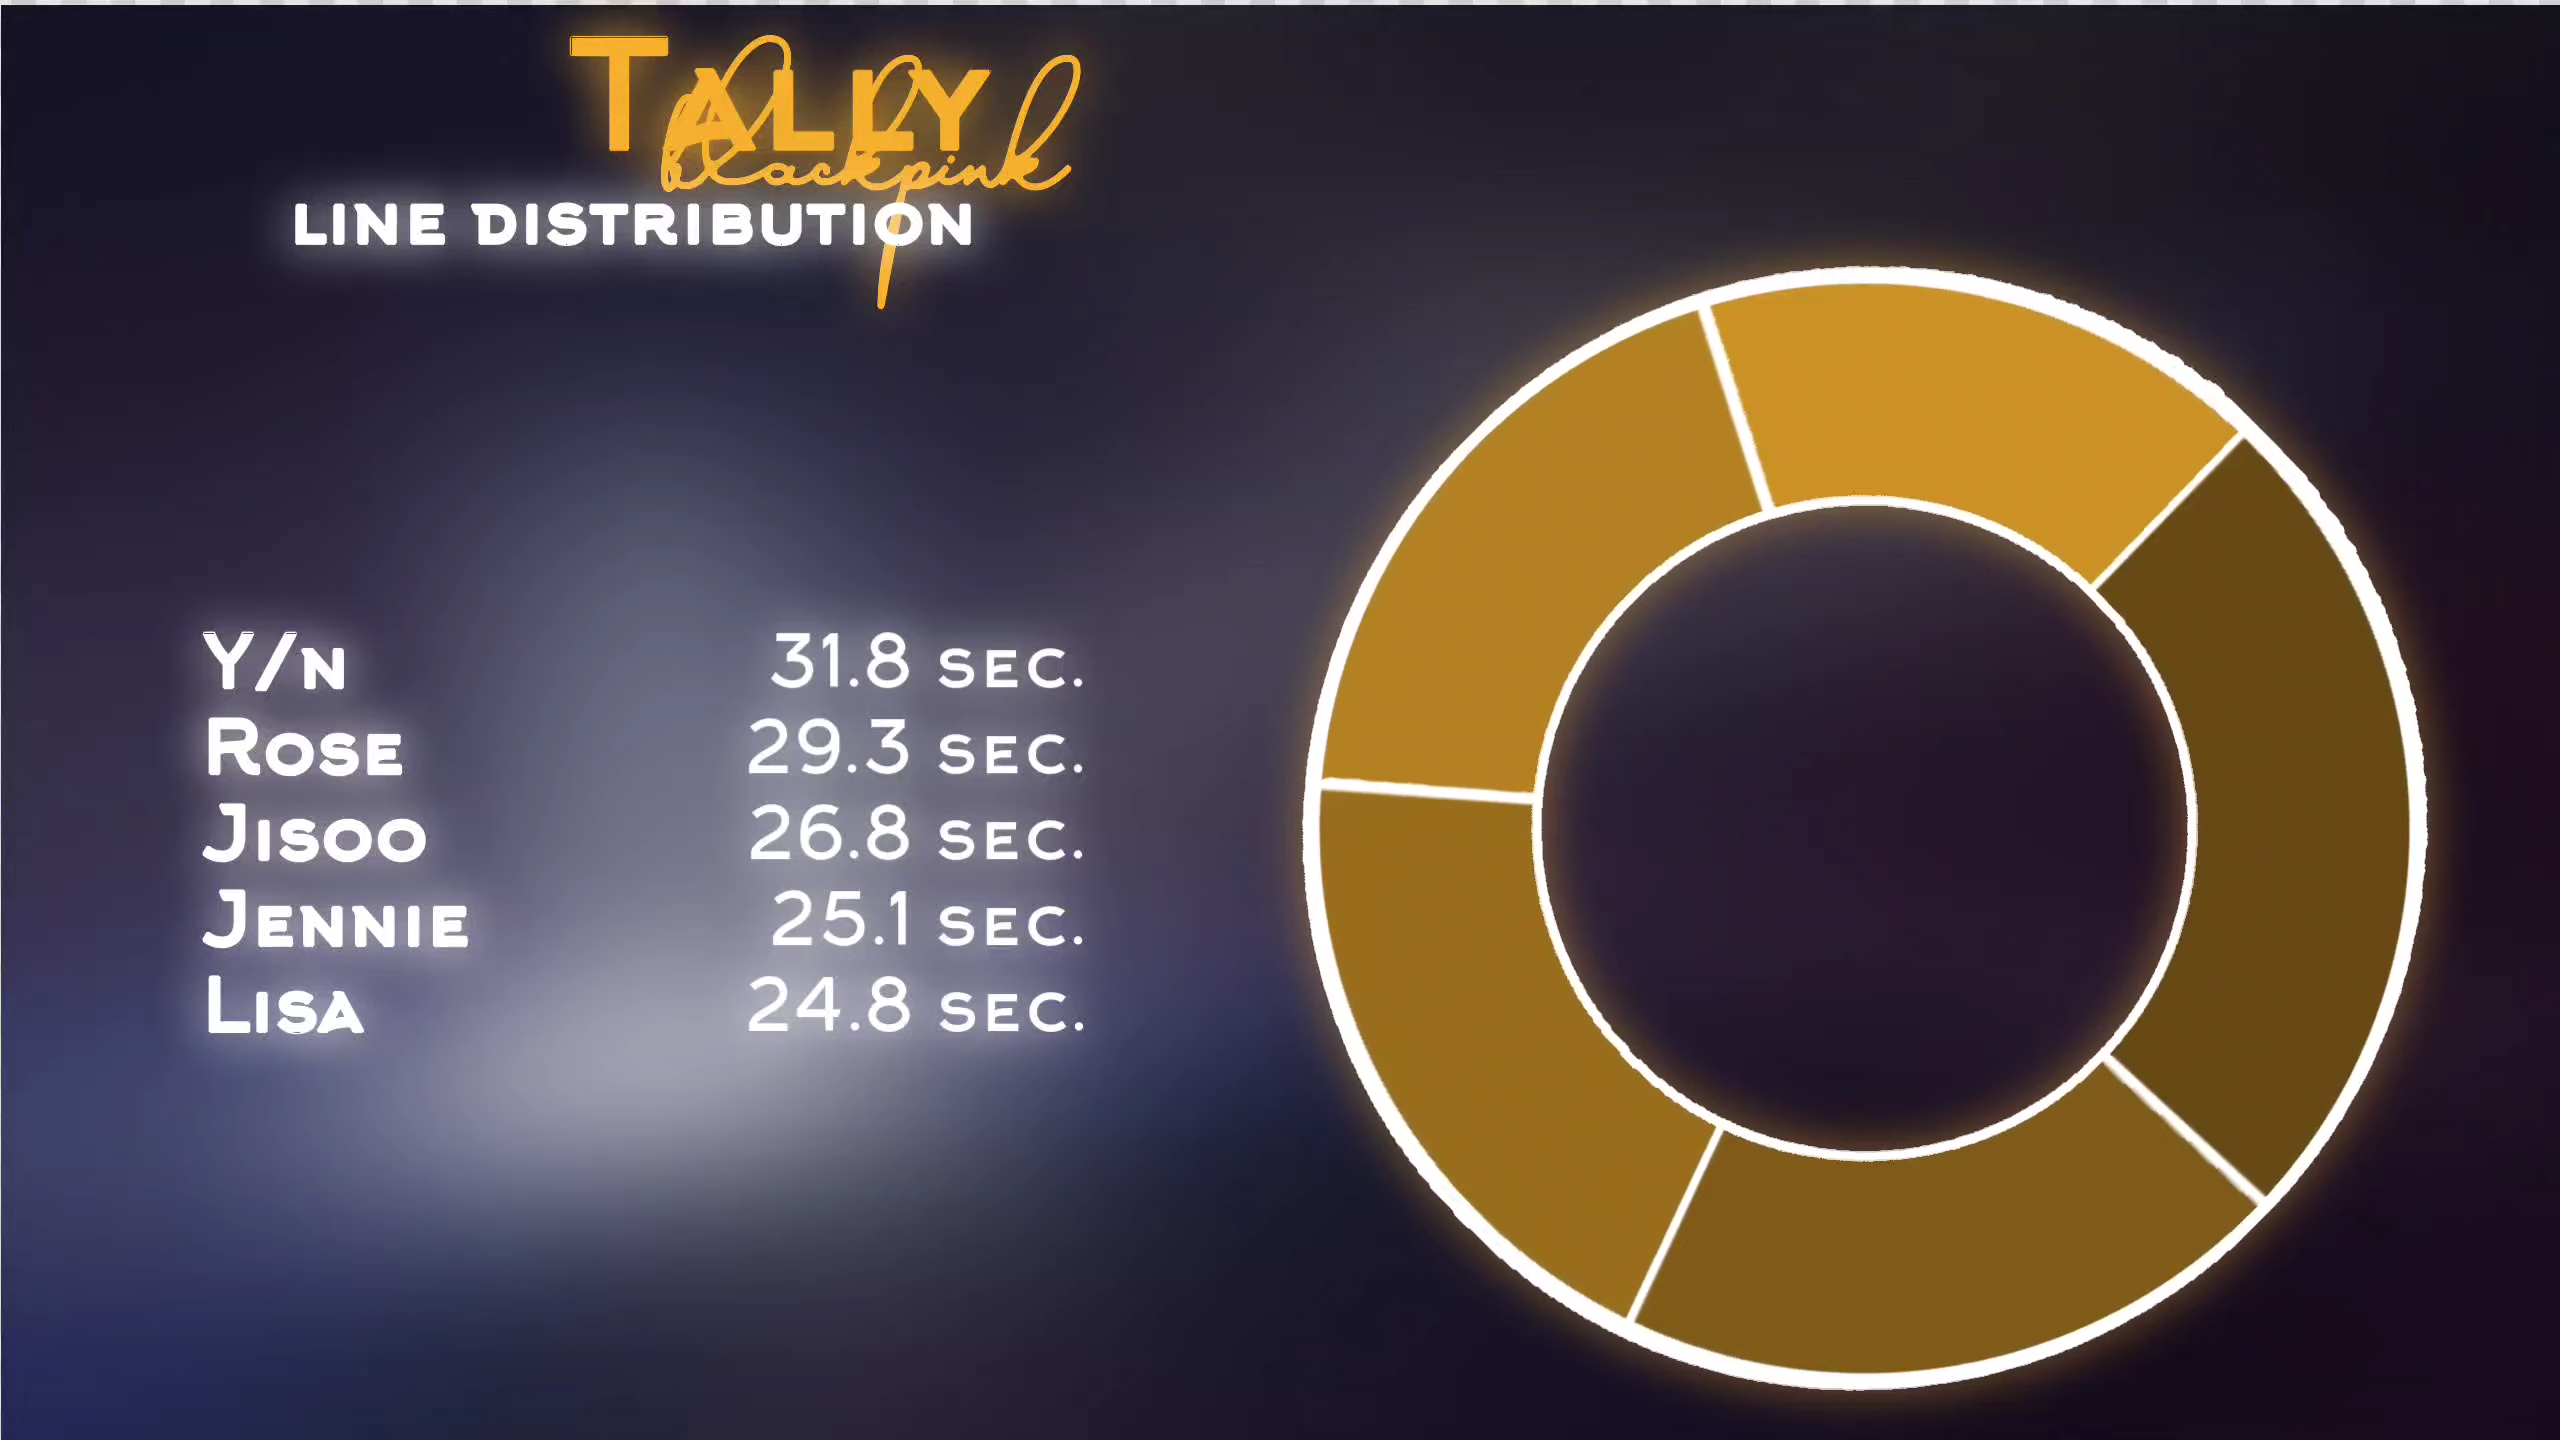 Tally
blackpink
LINE DISTRIBUTION
Y/N 31.8 SEC.
ROSE 29.3 SEC.
JISOO 26.8 SEC.
JENNIE 25.1 SEC.
LISA 24.8 SEC.